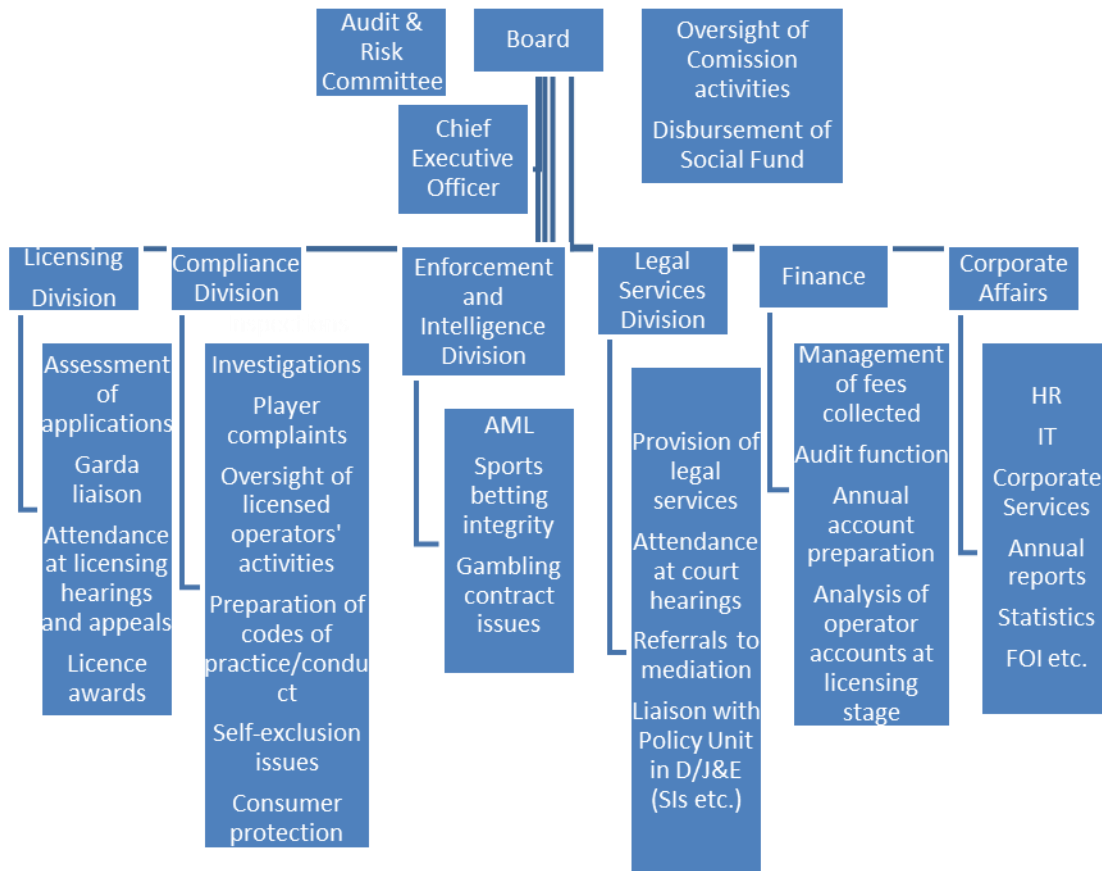 Audit &
Risk
Committee
Board
Oversight of
Comission
activities
Disbursement of
Social Fund
Chief
Executive
Officer
Licensing
Division
Compliance
Division
Enforcement
and
Intelligence
Division
Legal
Services
Division
Finance
Corporate
Affairs
Assessment
of
applications
Garda
liaison
Attendance
at licensing
hearings
and appeals
Licence
awards
Investigations
Player
complaints
Oversight of
licensed
operators'
activities
Preparation of
codes of
practice/condu
ct
Self-exclusion
issues
Consumer
protection
AML
Sports
betting
integrity
Gambling
contract
issues
Provision of
legal
services
Attendance
at court
hearings
Referrals to
mediation
Liaison with
Policy Unit
in D/J&E
(SIs etc.)
Management
of fees
collected
Audit function
Annual
account
preparation
Analysis of
operator
accounts at
licensing
stage
HR
IT
Corporate
Services
Annual
reports
Statistics
FOI etc.